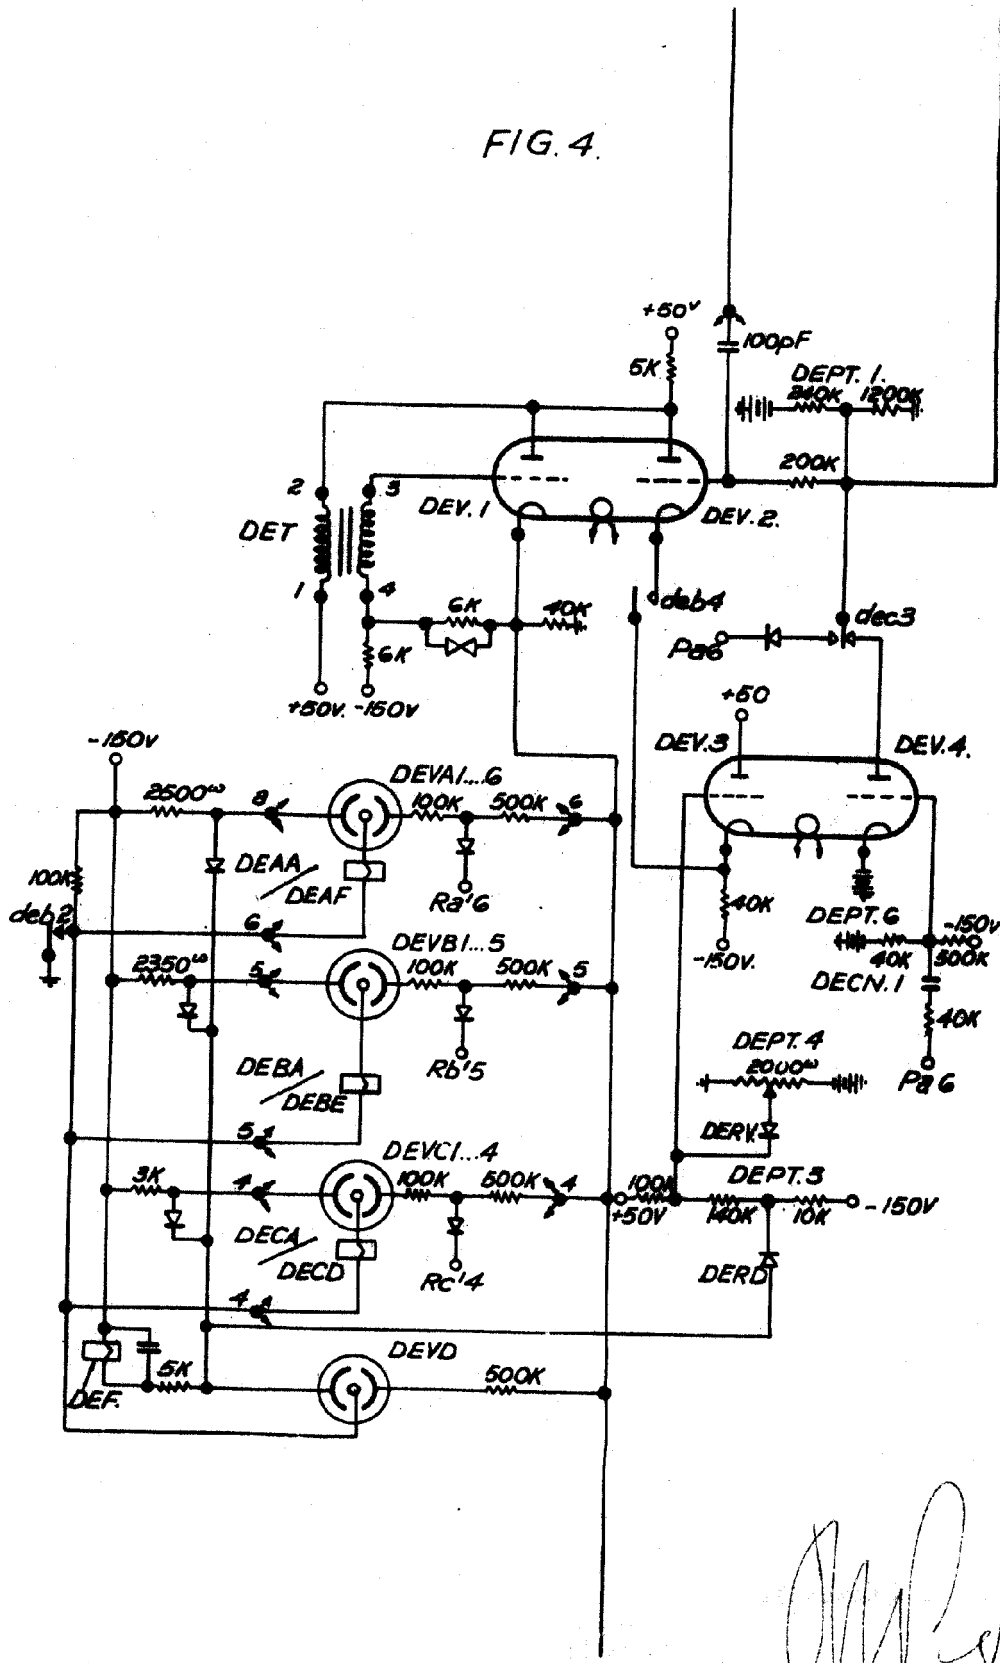 FIG. 4.
+50V
100pF
5K
DEPT. 1.
240K 1200K
200K
2 3
DEV. 1
DEV. 2.
DET
1 4
6K 40K
deb4
dec3
6K
Pa6
+50V. -150V
+50
DEV.3
DEV.4.
-150V
DEVA1....6
2500ω 8 100K 500K 6
100K
DEAA
DEAF
Ra'6
40K
DEPT. 6
deb2
6
-150V
-150V.
40K 500K
DEVB1...5
2350ω 5 100K 500K 5
DECN. 1
40K
DEPT. 4
2000ω
Pa6
DEBA
DEBE
Rb'5
DERV.
5
DEVC1...4
3K 4 100K 500K 4
100K
DEPT. 3
+50V
140K 10K
-150V
DECA
DECD
Rc'4
DERD
4
DEVD
5K
500K
DEF.